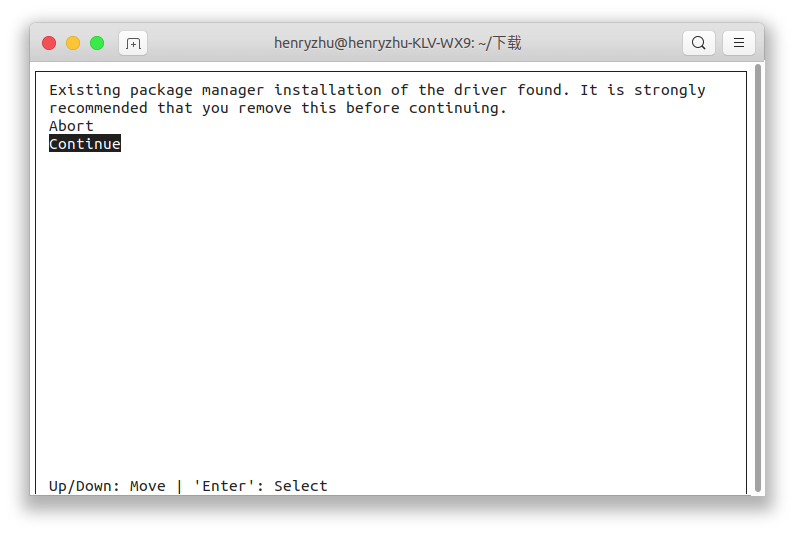 henryzhu@henryzhu-KLV-WX9: ~/下载
Existing package manager installation of the driver found. It is strongly
recommended that you remove this before continuing.
Abort
Continue
Up/Down: Move | 'Enter': Select